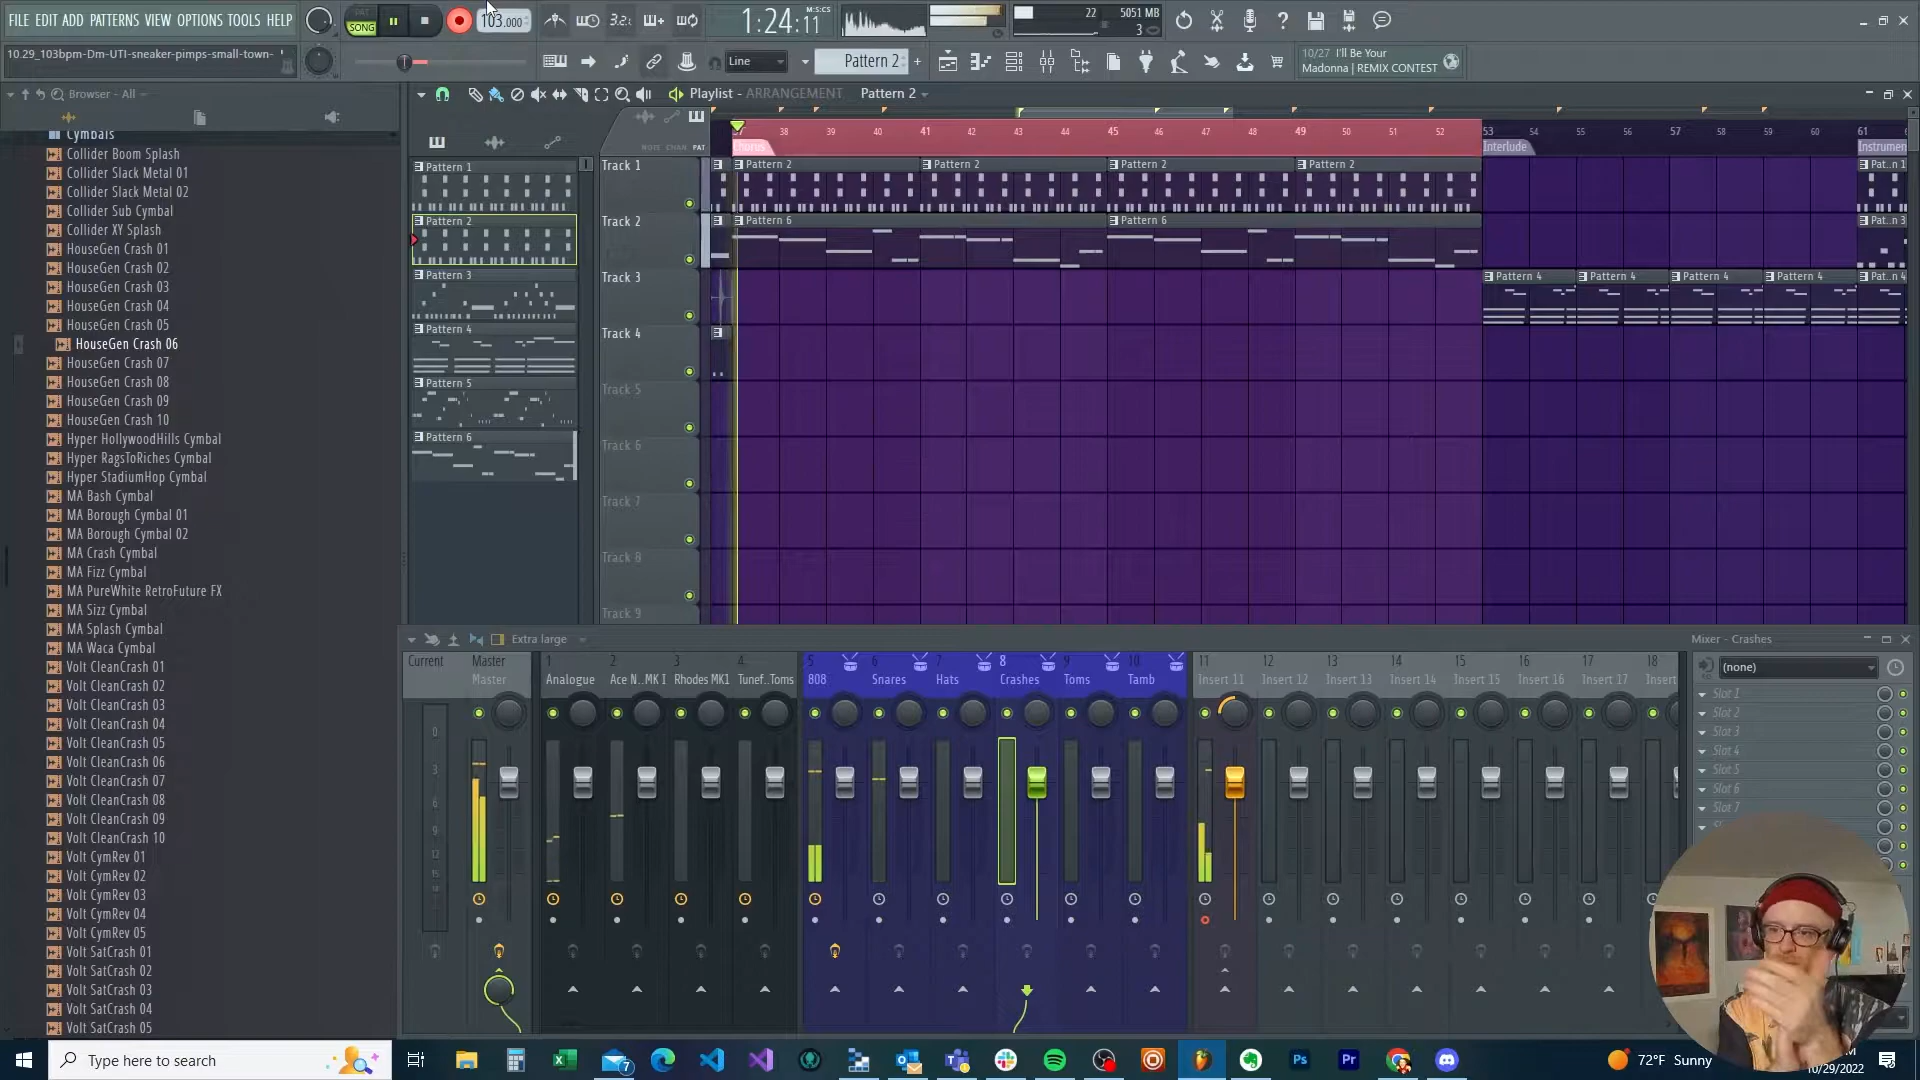 FILE EDIT ADD PATTERNS VIEW OPTIONS TOOLS HELP
SONG
103.000
3.2:
1:24:11
M:S:CS
22
5051 MB
3
10.29_103bpm-Dm-UTI-sneaker-pimps-small-town-
Line
Pattern 2
+
10/27 I'll Be Your
Madonna | REMIX CONTEST
Browser - All
Playlist - ARRANGEMENT Pattern 2
Cymbals
Collider Boom Splash
Collider Slack Metal 01
Collider Slack Metal 02
Collider Sub Cymbal
Collider XY Splash
HouseGen Crash 01
HouseGen Crash 02
HouseGen Crash 03
HouseGen Crash 04
HouseGen Crash 05
HouseGen Crash 06
HouseGen Crash 07
HouseGen Crash 08
HouseGen Crash 09
HouseGen Crash 10
Hyper HollywoodHills Cymbal
Hyper RagsToRiches Cymbal
Hyper StadiumHop Cymbal
MA Bash Cymbal
MA Borough Cymbal 01
MA Borough Cymbal 02
MA Crash Cymbal
MA Fizz Cymbal
MA PureWhite RetroFuture FX
MA Sizz Cymbal
MA Splash Cymbal
MA Waca Cymbal
Volt CleanCrash 01
Volt CleanCrash 02
Volt CleanCrash 03
Volt CleanCrash 04
Volt CleanCrash 05
Volt CleanCrash 06
Volt CleanCrash 07
Volt CleanCrash 08
Volt CleanCrash 09
Volt CleanCrash 10
Volt CymRev 01
Volt CymRev 02
Volt CymRev 03
Volt CymRev 04
Volt CymRev 05
Volt SatCrash 01
Volt SatCrash 02
Volt SatCrash 03
Volt SatCrash 04
Volt SatCrash 05
Pattern 1
Pattern 2
Pattern 3
Pattern 4
Pattern 5
Pattern 6
NOTE CHAN PAT
38 39 40 41 42 43 44 45 46 47 48 49 50 51 52 53 54 55 56 57 58 59 60 61
Chorus Interlude Instrumen
Track 1 Pattern 2 Pattern 2 Pattern 2 Pattern 2 Pat..n 1
Track 2 Pattern 6 Pattern 6 Pat..n 3
Track 3 Pattern 4 Pattern 4 Pattern 4 Pattern 4 Pat..n 4
Track 4
Track 5
Track 6
Track 7
Track 8
Track 9
Extra large
Mixer - Crashes
Current Master 1 2 3 4 5 6 7 8 9 10 11 12 13 14 15 16 17 18
Master Analogue Ace N..MK I Rhodes MK1 Tunef..Toms 808 Snares Hats Crashes Toms Tamb Insert 11 Insert 12 Insert 13 Insert 14 Insert 15 Insert 16 Insert 17 Insert
(none)
Slot 1
Slot 2
Slot 3
Slot 4
Slot 5
Slot 6
Slot 7
0
3
6
9
12
15
Type here to search
7
Ps
Pr
72°F Sunny
10/29/2022